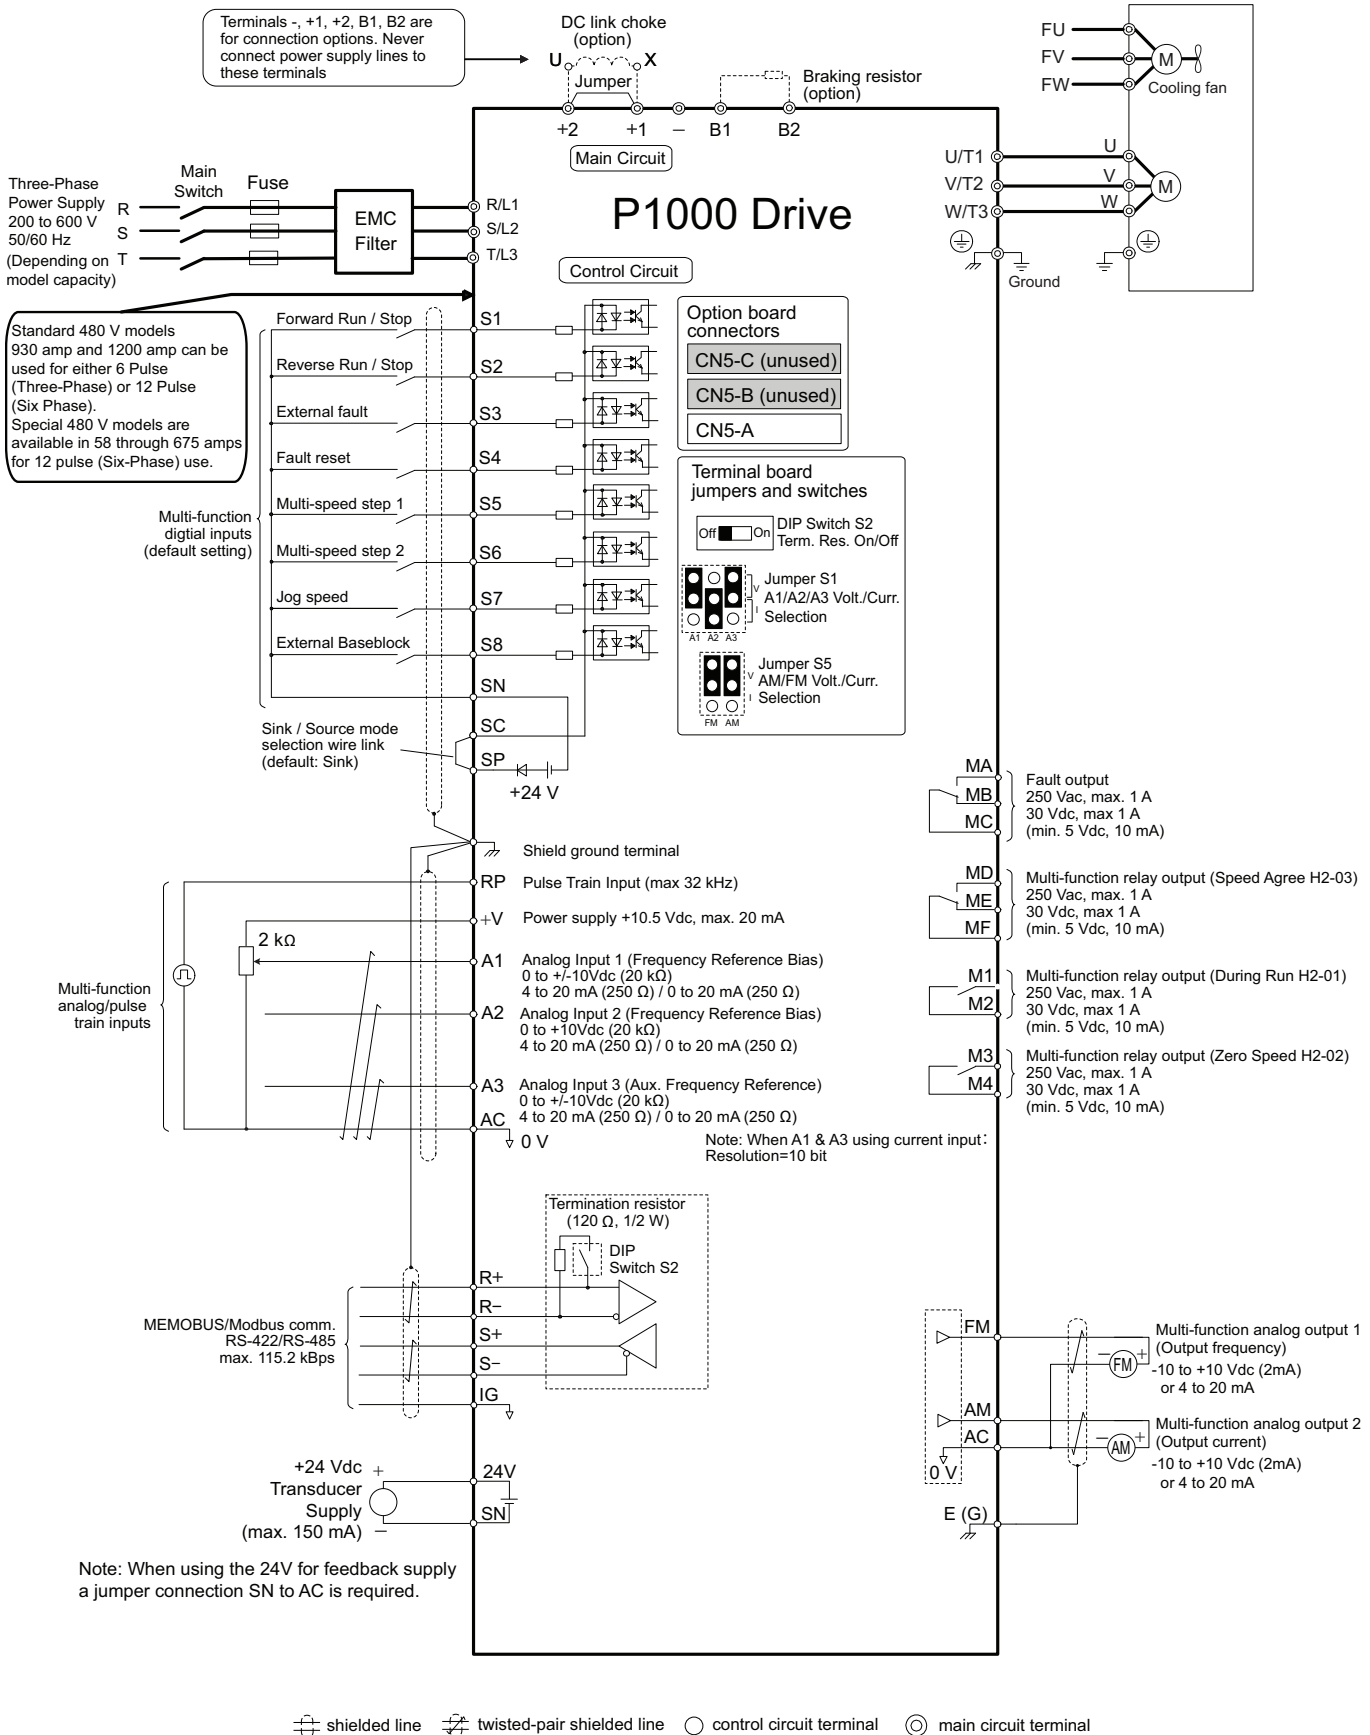 Terminals -, +1, +2, B1, B2 are
for connection options. Never
connect power supply lines to
these terminals
DC link choke
(option)
U X
Jumper
Braking resistor
(option)
+2 +1 − B1 B2
FU
FV
FW
M
Cooling fan
Main Circuit
P1000 Drive
Three-Phase
Power Supply
200 to 600 V
50/60 Hz
(Depending on
model capacity)
R
S
T
Main
Switch
Fuse
EMC
Filter
R/L1
S/L2
T/L3
U/T1
V/T2
W/T3
U
V
W
M
Ground
Control Circuit
Standard 480 V models
930 amp and 1200 amp can be
used for either 6 Pulse
(Three-Phase) or 12 Pulse
(Six Phase).
Special 480 V models are
available in 58 through 675 amps
for 12 pulse (Six-Phase) use.
Multi-function
digtial inputs
(default setting)
Forward Run / Stop
S1
Reverse Run / Stop
S2
External fault
S3
Fault reset
S4
Multi-speed step 1
S5
Multi-speed step 2
S6
Jog speed
S7
External Baseblock
S8
SN
SC
SP
+24 V
Sink / Source mode
selection wire link
(default: Sink)
Option board
connectors
CN5-C (unused)
CN5-B (unused)
CN5-A
Terminal board
jumpers and switches
Off On
DIP Switch S2
Term. Res. On/Off
V
I
Jumper S1
A1/A2/A3 Volt./Curr.
Selection
A1 A2 A3
V
I
Jumper S5
AM/FM Volt./Curr.
Selection
FM AM
MA
MB
MC
Fault output
250 Vac, max. 1 A
30 Vdc, max 1 A
(min. 5 Vdc, 10 mA)
MD
ME
MF
Multi-function relay output (Speed Agree H2-03)
250 Vac, max. 1 A
30 Vdc, max 1 A
(min. 5 Vdc, 10 mA)
M1
M2
Multi-function relay output (During Run H2-01)
250 Vac, max. 1 A
30 Vdc, max 1 A
(min. 5 Vdc, 10 mA)
M3
M4
Multi-function relay output (Zero Speed H2-02)
250 Vac, max. 1 A
30 Vdc, max 1 A
(min. 5 Vdc, 10 mA)
Shield ground terminal
RP
Pulse Train Input (max 32 kHz)
+V
Power supply +10.5 Vdc, max. 20 mA
2 kΩ
Multi-function
analog/pulse
train inputs
A1
Analog Input 1 (Frequency Reference Bias)
0 to +/-10Vdc (20 kΩ)
4 to 20 mA (250 Ω) / 0 to 20 mA (250 Ω)
A2
Analog Input 2 (Frequency Reference Bias)
0 to +10Vdc (20 kΩ)
4 to 20 mA (250 Ω) / 0 to 20 mA (250 Ω)
A3
Analog Input 3 (Aux. Frequency Reference)
0 to +/-10Vdc (20 kΩ)
4 to 20 mA (250 Ω) / 0 to 20 mA (250 Ω)
AC
0 V
Note: When A1 & A3 using current input:
Resolution=10 bit
Termination resistor
(120 Ω, 1/2 W)
DIP
Switch S2
MEMOBUS/Modbus comm.
RS-422/RS-485
max. 115.2 kBps
R+
R−
S+
S−
IG
FM
AM
AC
0 V
E (G)
− FM +
Multi-function analog output 1
(Output frequency)
-10 to +10 Vdc (2mA)
or 4 to 20 mA
− AM +
Multi-function analog output 2
(Output current)
-10 to +10 Vdc (2mA)
or 4 to 20 mA
+24 Vdc +
Transducer
Supply
(max. 150 mA) −
24V
SN
Note: When using the 24V for feedback supply
a jumper connection SN to AC is required.
shielded line twisted-pair shielded line control circuit terminal main circuit terminal